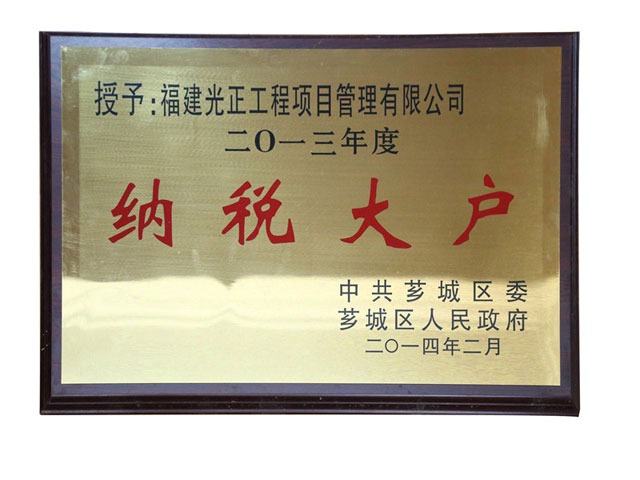 授予:福建光正工程项目管理有限公司
二〇一三年度
纳税大户
中共芗城区委
芗城区人民政府
二〇一四年二月